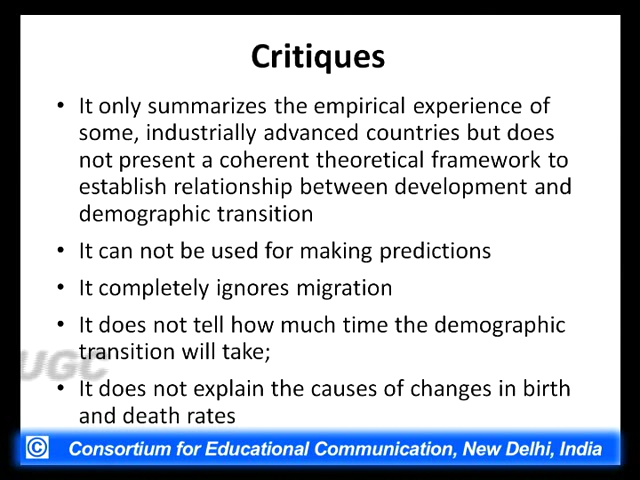 Critiques
• It only summarizes the empirical experience of
some, industrially advanced countries but does
not present a coherent theoretical framework to
establish relationship between development and
demographic transition
• It can not be used for making predictions
• It completely ignores migration
• It does not tell how much time the demographic
transition will take;
• It does not explain the causes of changes in birth
and death rates
UGC
© Consortium for Educational Communication, New Delhi, India